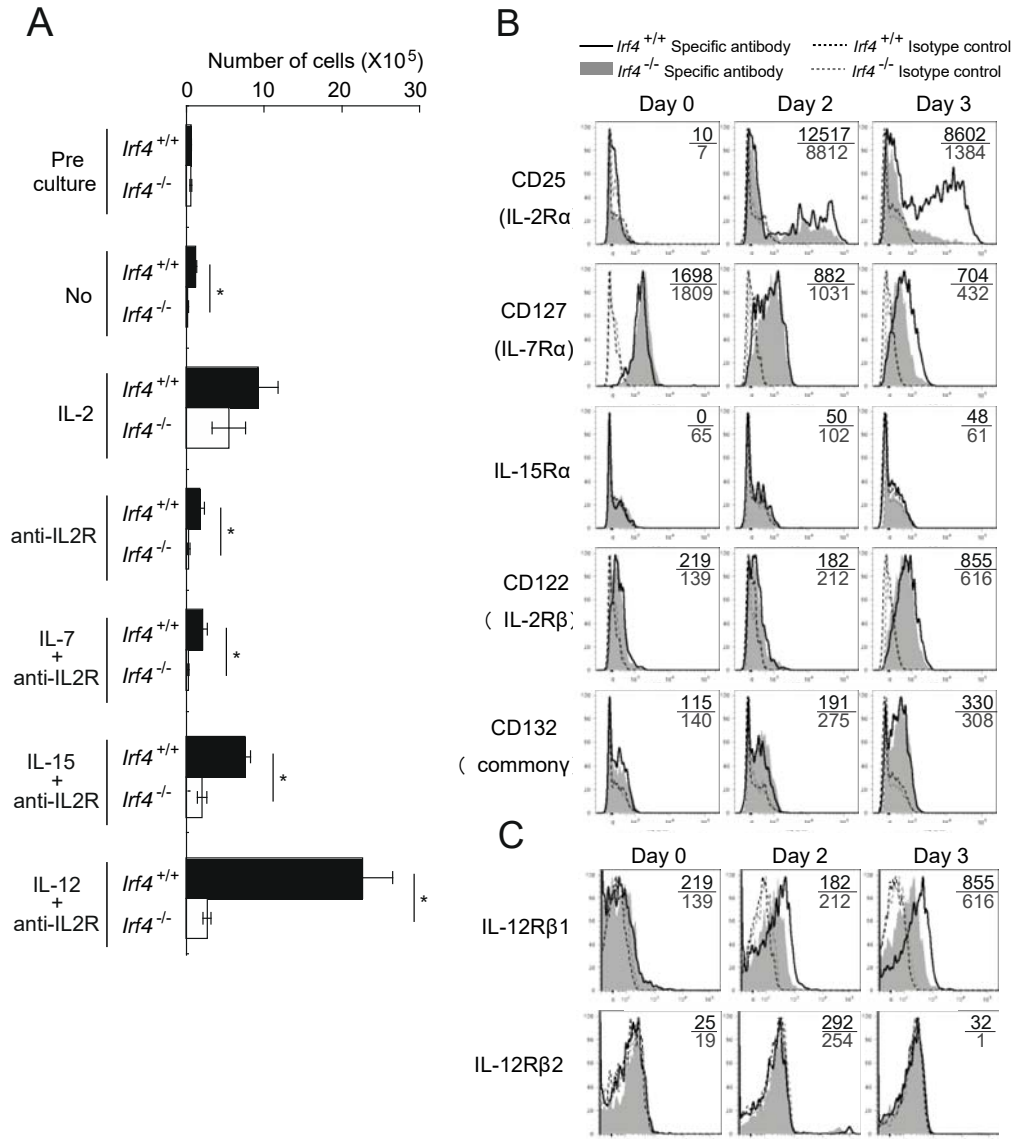 A
Number of cells (X10⁵)
0 10 20 30
Pre
culture
Irf4 +/+
Irf4 -/-
No
Irf4 +/+
Irf4 -/-
*
IL-2
Irf4 +/+
Irf4 -/-
anti-IL2R
Irf4 +/+
Irf4 -/-
*
IL-7
+
anti-IL2R
Irf4 +/+
Irf4 -/-
*
IL-15
+
anti-IL2R
Irf4 +/+
Irf4 -/-
*
IL-12
+
anti-IL2R
Irf4 +/+
Irf4 -/-
*
B
Irf4 +/+ Specific antibody Irf4 +/+ Isotype control
Irf4 -/- Specific antibody Irf4 -/- Isotype control
Day 0 Day 2 Day 3
CD25
(IL-2Rα
10 12517 8602
7 8812 1384
CD127
(IL-7Rα)
1698 882 704
1809 1031 432
IL-15Rα
0 50 48
65 102 61
CD122
( IL-2Rβ)
219 182 855
139 212 616
CD132
( commonγ
115 191 330
140 275 308
C
Day 0 Day 2 Day 3
IL-12Rβ1
219 182 855
139 212 616
IL-12Rβ2
25 292 32
19 254 1